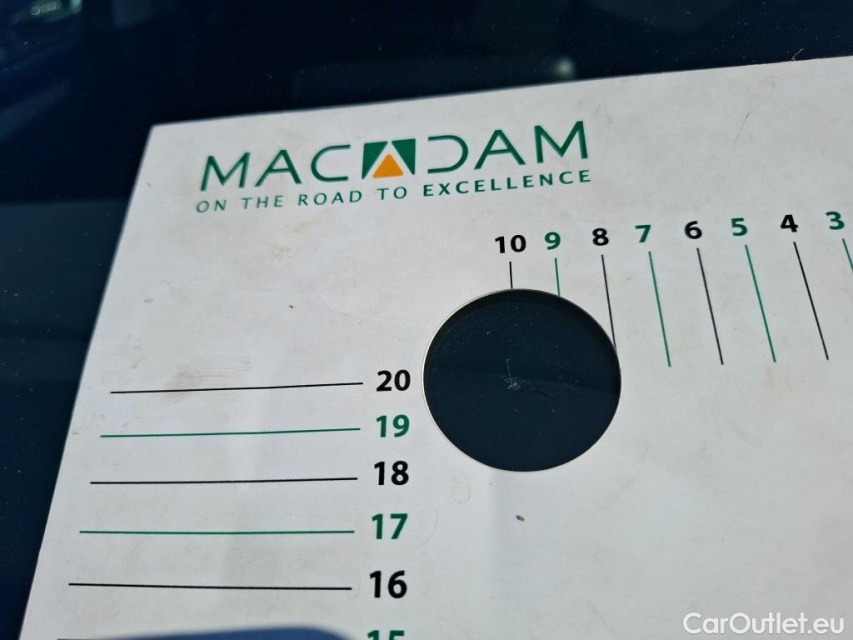 MACADAM
ON THE ROAD TO EXCELLENCE
10 9 8 7 6 5 4 3
20
19
18
17
16
15
CarOutlet.eu